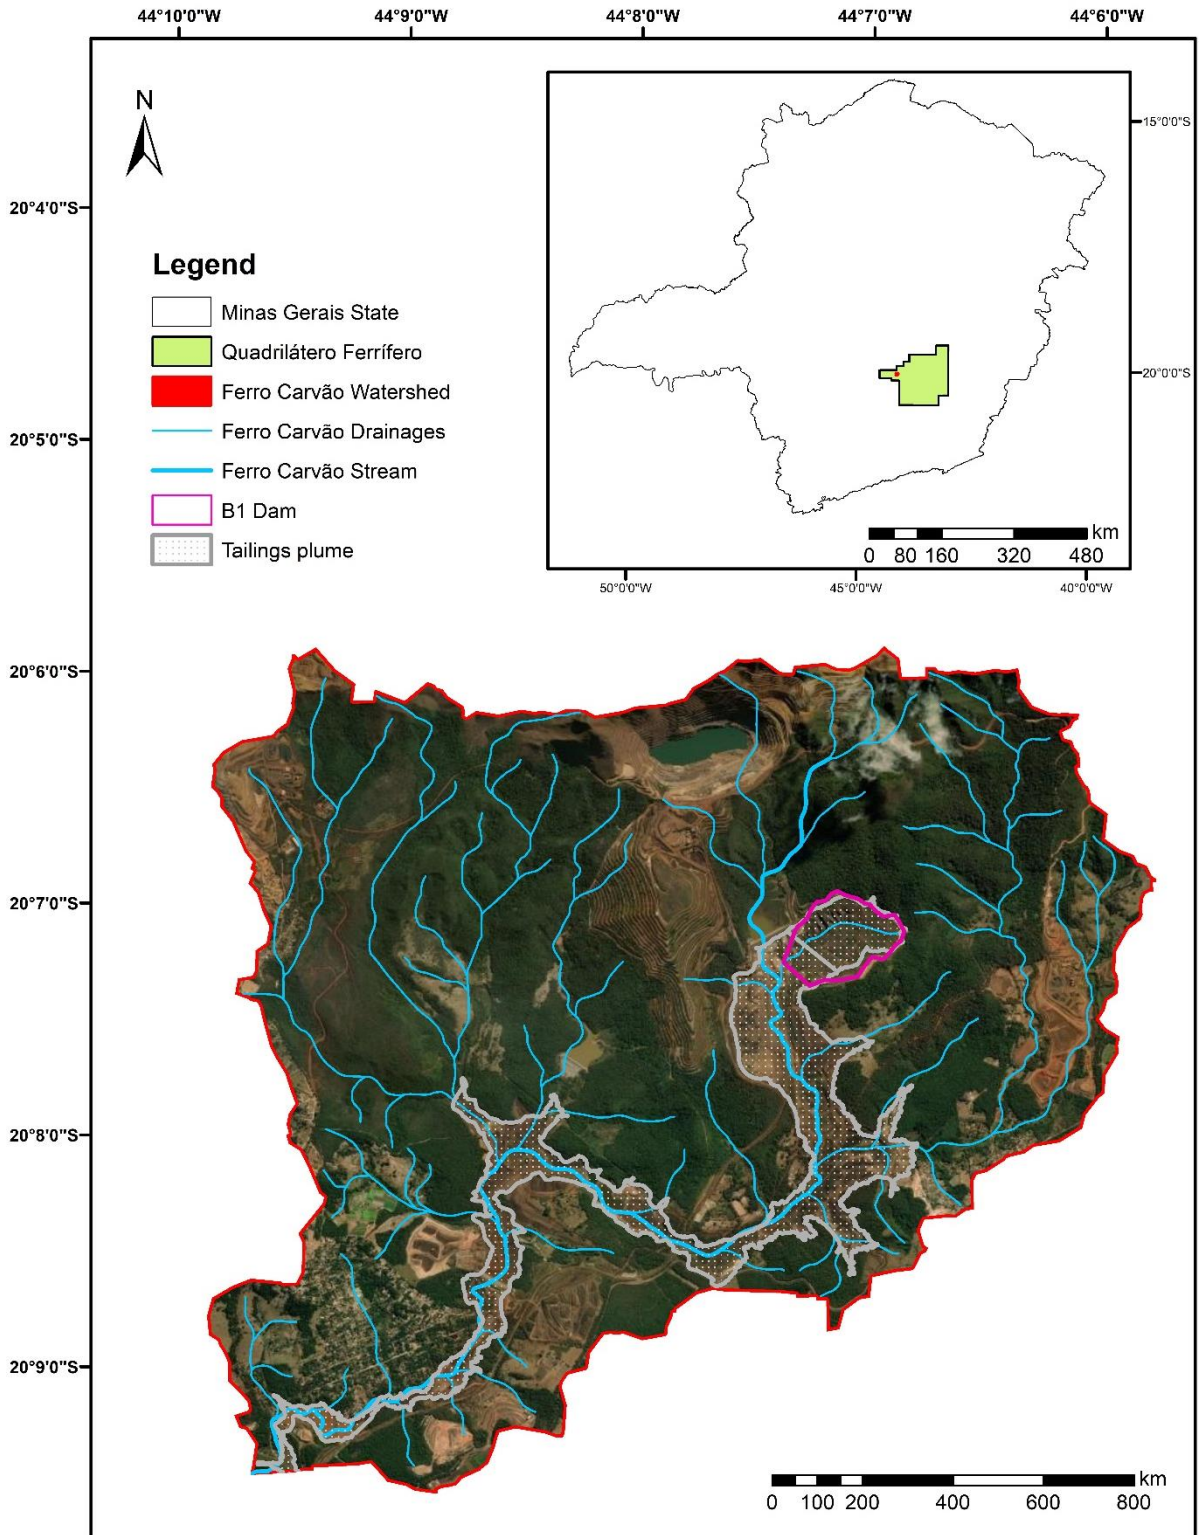 44°10'0"W 44°9'0"W 44°8'0"W 44°7'0"W 44°6'0"W
N
15°0'0"S
20°4'0"S
Legend
Minas Gerais State
Quadrilátero Ferrífero
Ferro Carvão Watershed
20°0'0"S
Ferro Carvão Drainages
20°5'0"S
Ferro Carvão Stream
B1 Dam
Tailings plume
km
0 80 160 320 480
50°0'0"W 45°0'0"W 40°0'0"W
20°6'0"S
20°7'0"S
20°8'0"S
20°9'0"S
km
0 100 200 400 600 800